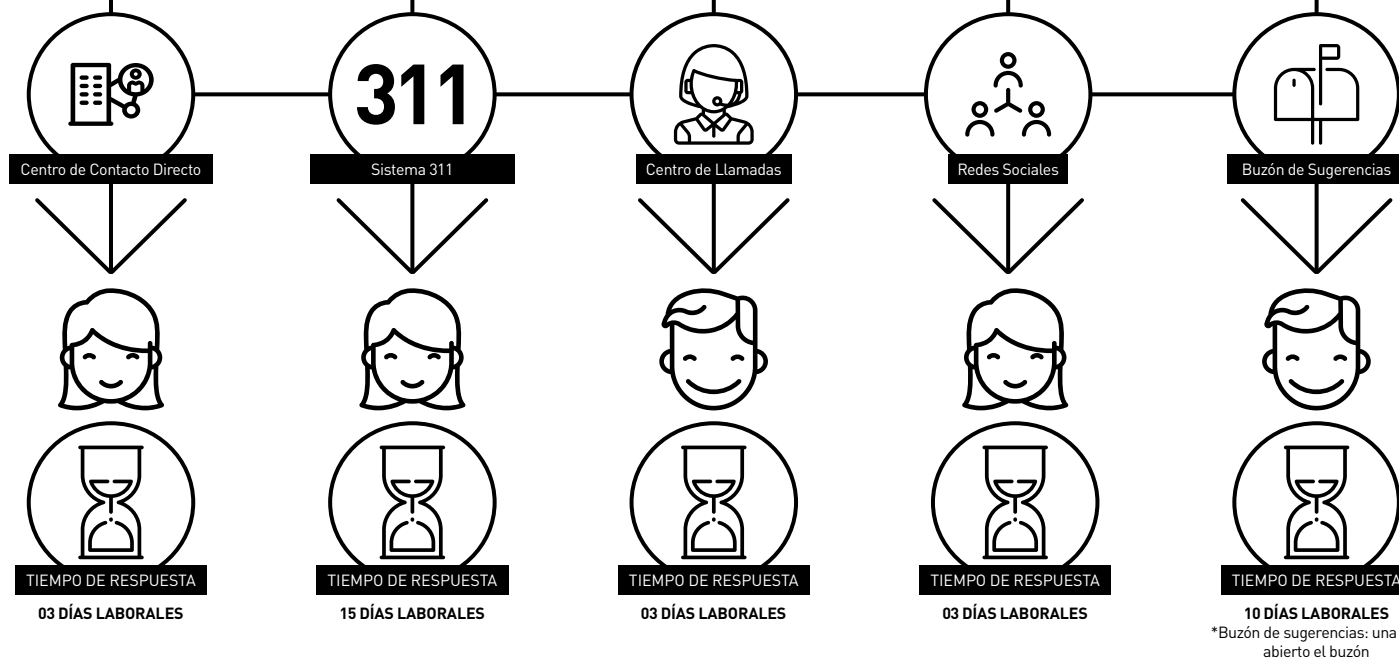 311
Centro de Contacto Directo
Sistema 311
Centro de Llamadas
Redes Sociales
Buzón de Sugerencias
TIEMPO DE RESPUESTA
03 DÍAS LABORALES
TIEMPO DE RESPUESTA
15 DÍAS LABORALES
TIEMPO DE RESPUESTA
03 DÍAS LABORALES
TIEMPO DE RESPUESTA
03 DÍAS LABORALES
TIEMPO DE RESPUESTA
10 DÍAS LABORALES
*Buzón de sugerencias: una
abierto el buzón